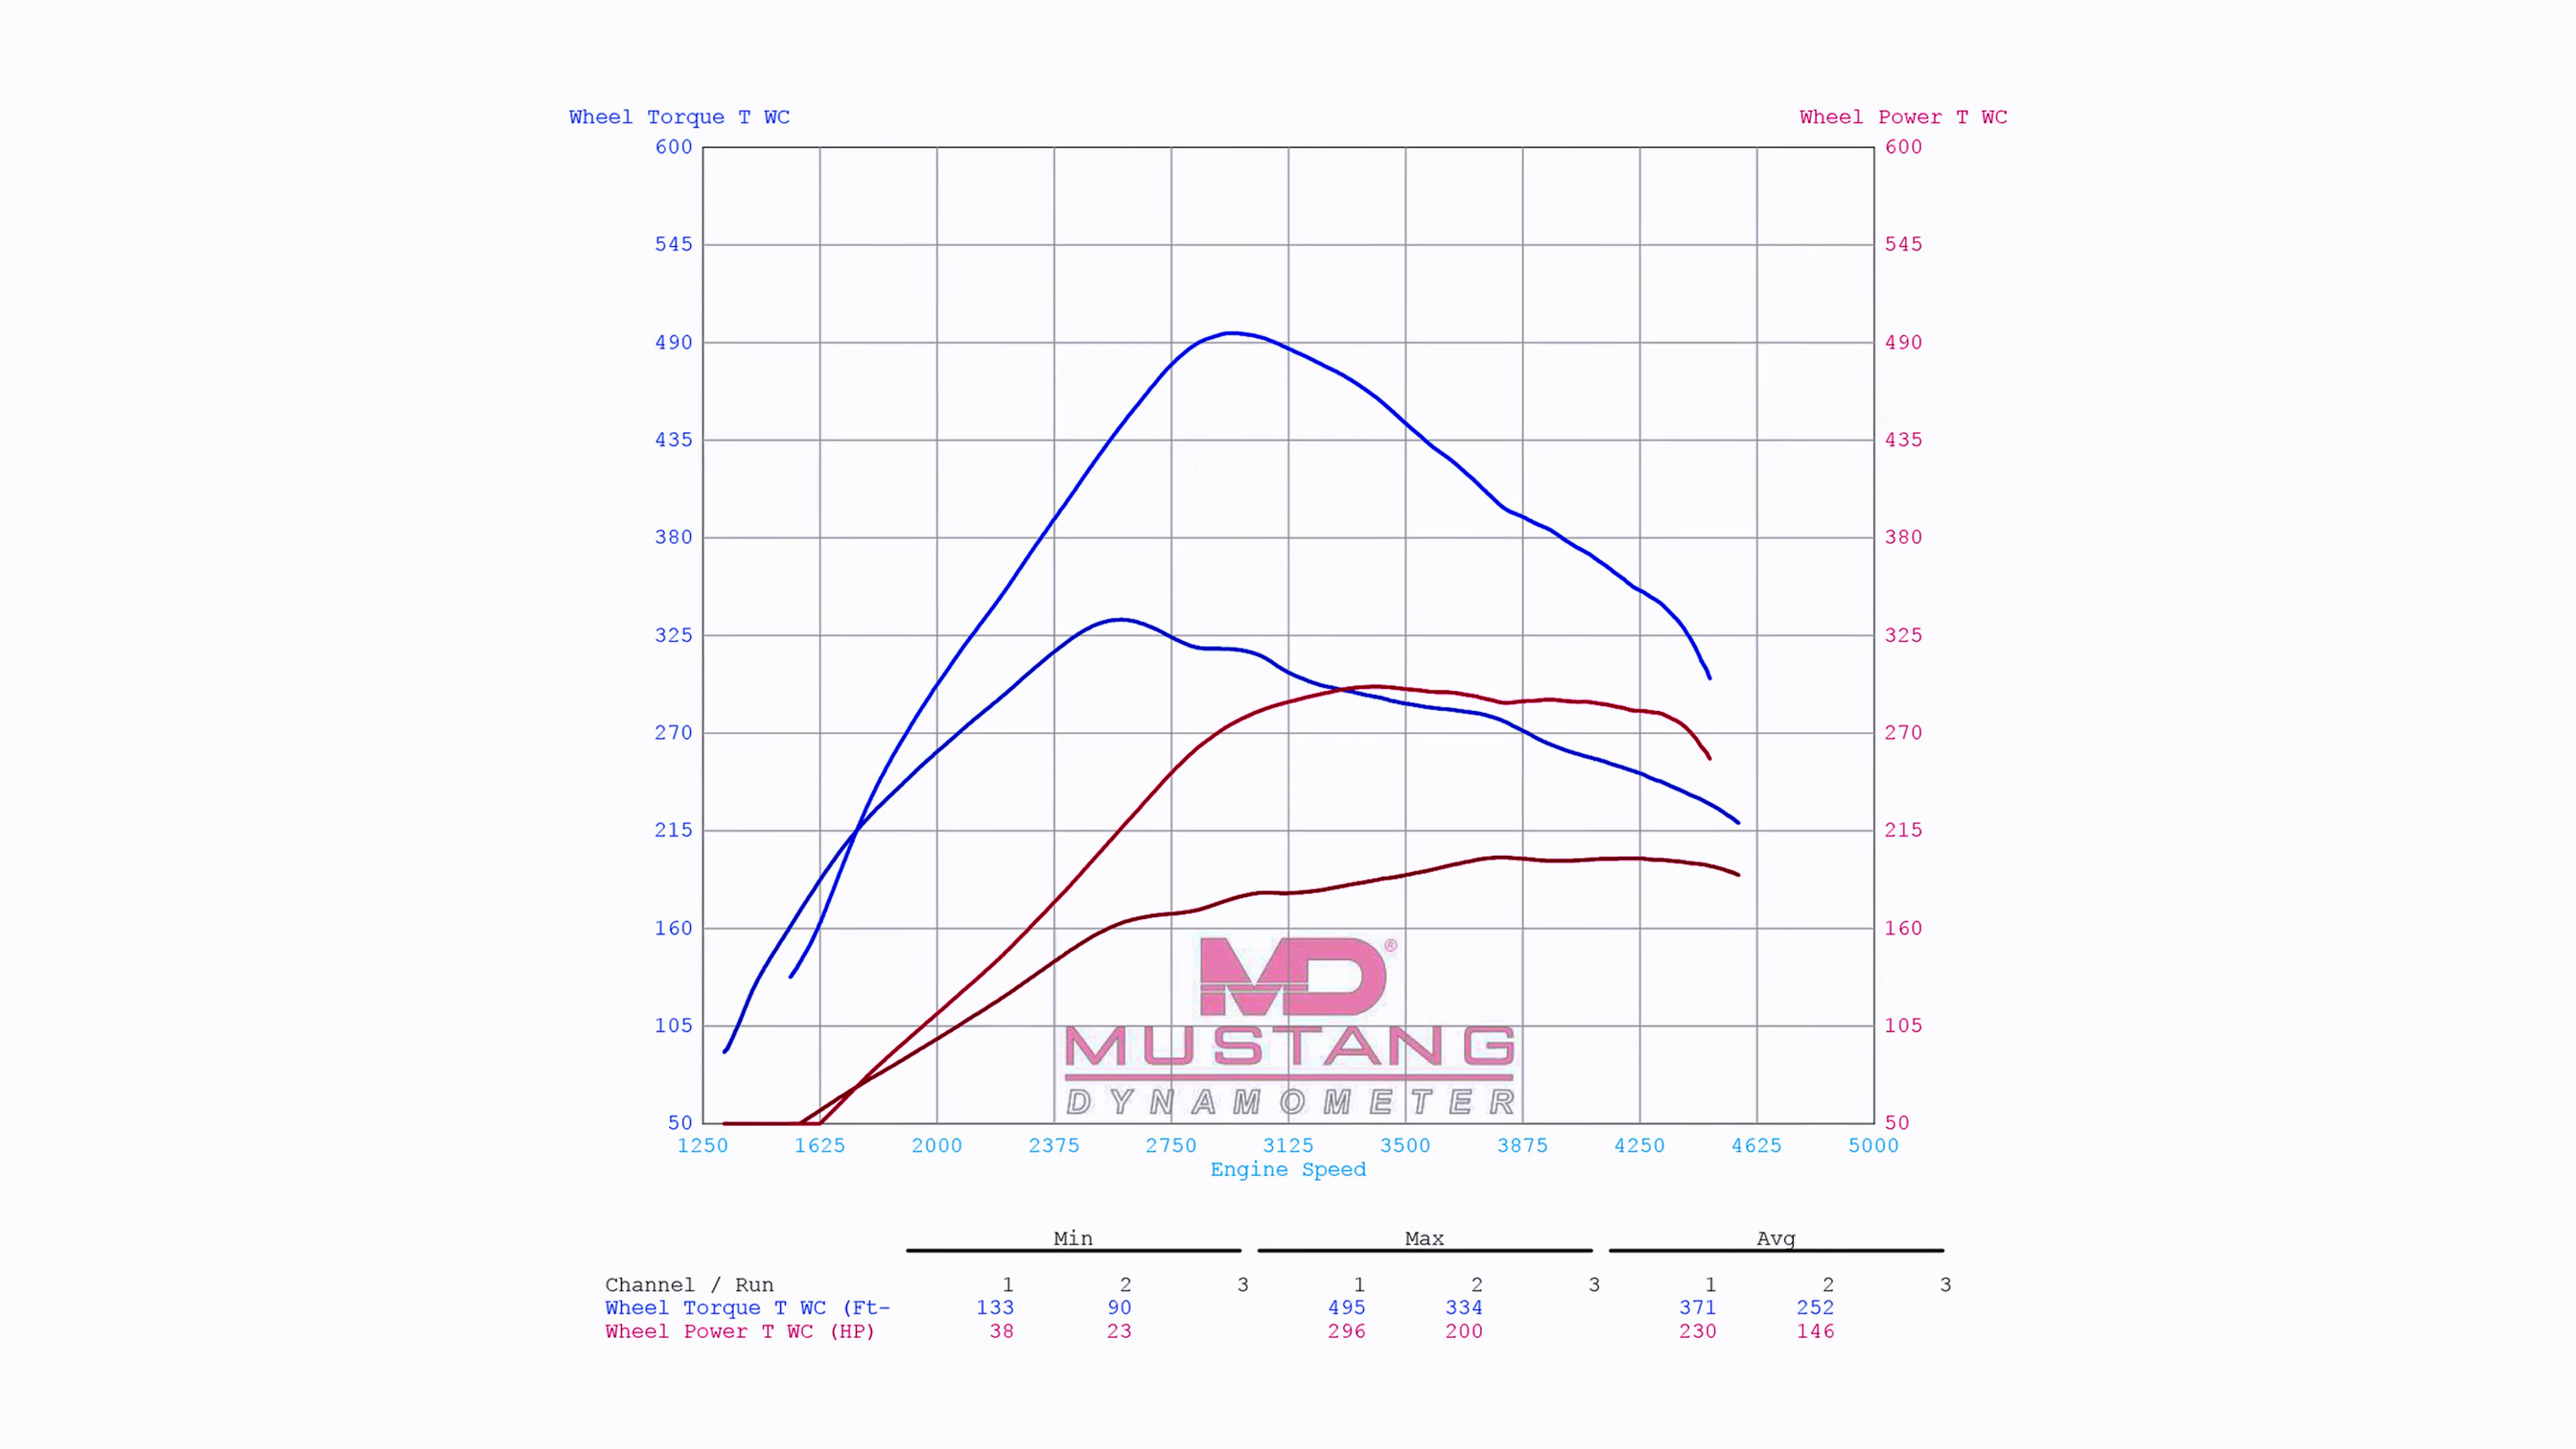 Wheel Torque T WC Wheel Power T WC
600 600
545 545
490 490
435 435
380 380
325 325
270 270
215 215
160 160
MD®
105 105
MUSTANG
DYNAMOMETER
50 50
1250 1625 2000 2375 2750 3125 3500 3875 4250 4625 5000
Engine Speed
Min Max Avg
Channel / Run 1 2 3 1 2 3 1 2 3
Wheel Torque T WC (Ft- 133 90 495 334 371 252
Wheel Power T WC (HP) 38 23 296 200 230 146